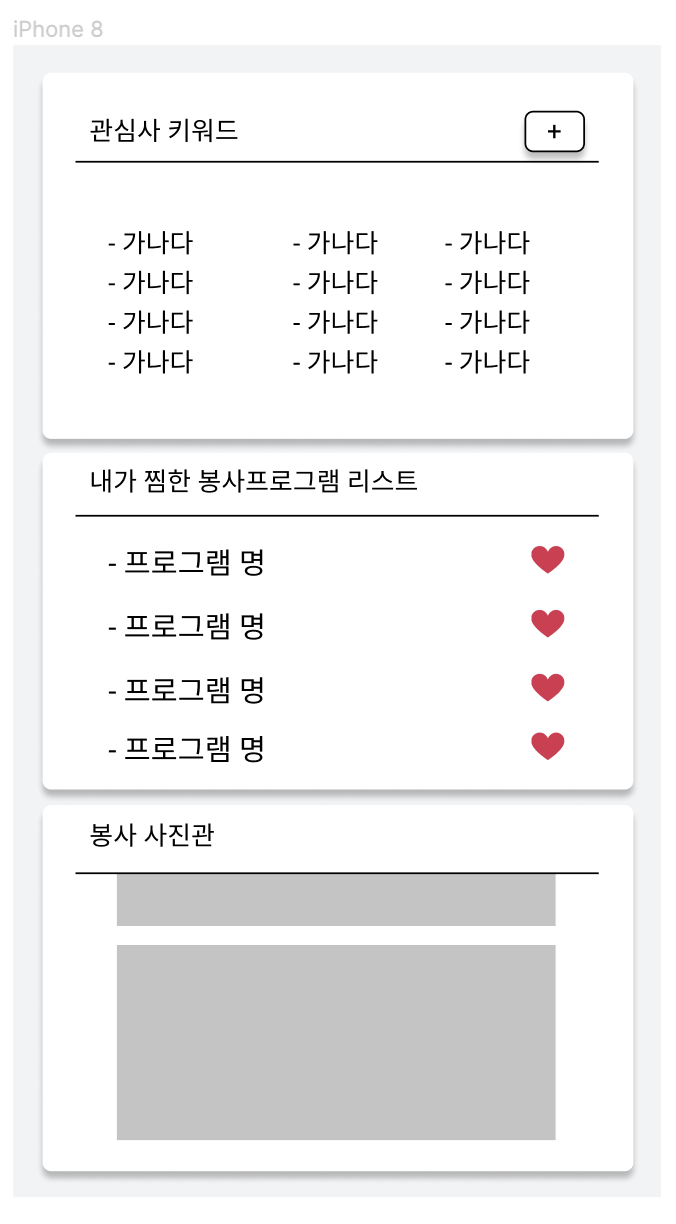 iPhone 8
관심사 키워드 +
- 가나다 - 가나다 - 가나다
- 가나다 - 가나다 - 가나다
- 가나다 - 가나다 - 가나다
- 가나다 - 가나다 - 가나다
내가 찜한 봉사프로그램 리스트
- 프로그램 명
- 프로그램 명
- 프로그램 명
- 프로그램 명
봉사 사진관